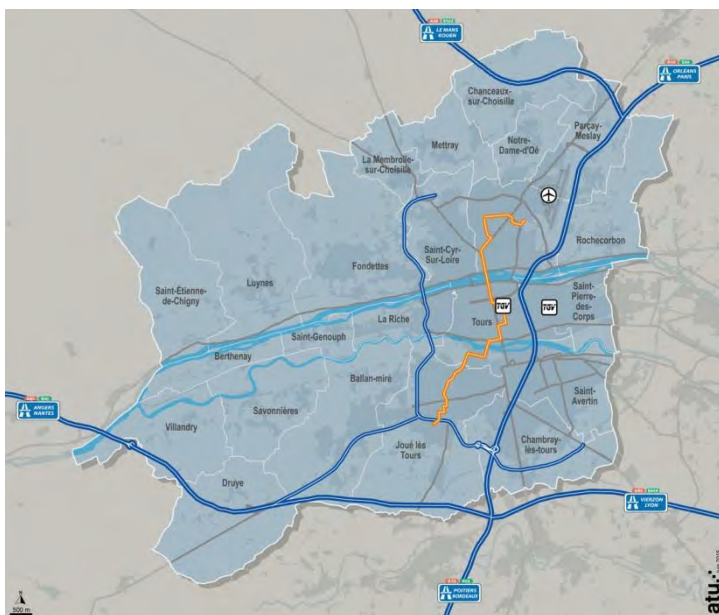 LE MANS
ROUEN
ORLÉANS
PARIS
Chanceaux-
sur-Choisille
Parçay-
Meslay
Notre-
Dame-d'Oé
Mettray
La Membrolle-
sur-Choisille
Rochecorbon
Saint-Cyr-
Sur-Loire
Fondettes
Luynes
Saint-Étienne-
de-Chigny
Saint-
Pierre-
des-
Corps
TGV
TGV
La Riche
Tours
Saint-Genouph
Berthenay
Ballan-miré
Saint-
Avertin
ANGERS
NANTES
Savonnières
Villandry
Joué lès
Tours
Chambray-
lès-tours
Druye
VIERZON
LYON
POITIERS
BORDEAUX
500 m
atu